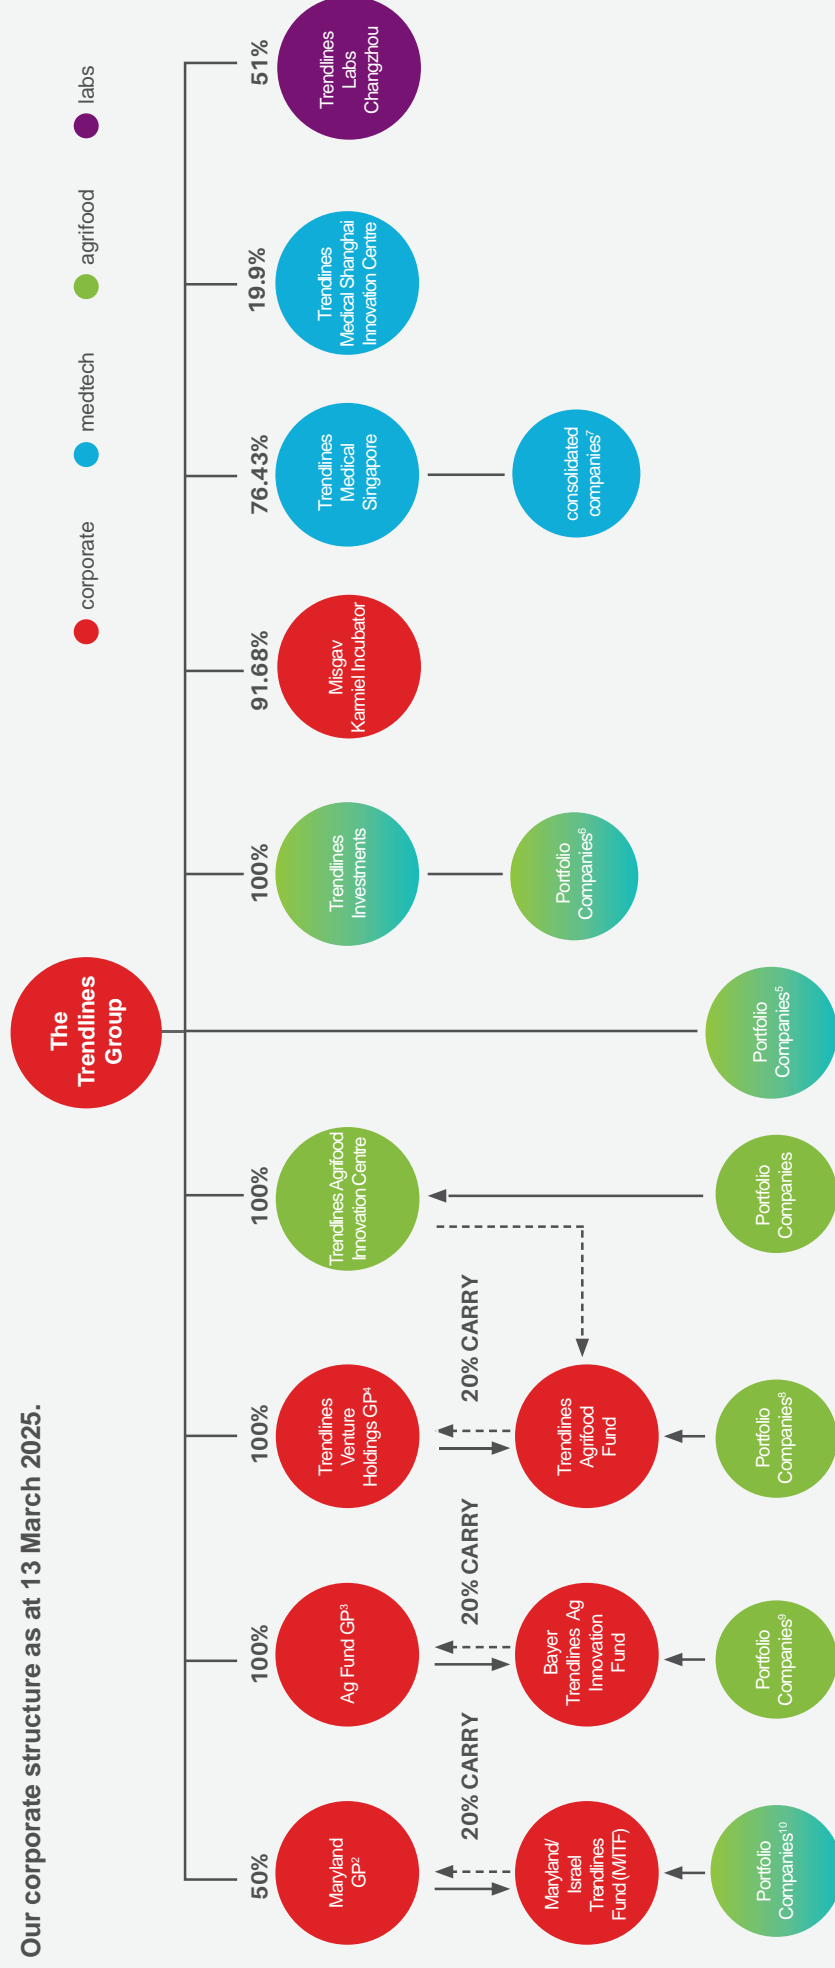 Our corporate structure as at 13 March 2025.
corporate
medtech
agrifood
labs
The
Trendlines
Group
50%
100%
100%
100%
100%
91.68%
76.43%
19.9%
51%
Maryland
GP2
Ag Fund GP3
Trendlines
Venture
Holdings GP4
Trendlines Agrifood
Innovation Centre
Trendlines
Investments
Misgav
Karmiel Incubator
Trendlines
Medical
Singapore
Trendlines
Medical Shanghai
Innovation Centre
Trendlines
Labs
Changzhou
20% CARRY
20% CARRY
20% CARRY
Maryland/
Israel
Trendlines
Fund (M/ITF)
Bayer
Trendlines Ag
Innovation
Fund
Trendlines
Agrifood
Fund
Portfolio
Companies6
consolidated
companies7
Portfolio
Companies10
Portfolio
Companies9
Portfolio
Companies8
Portfolio
Companies
Portfolio
Companies5